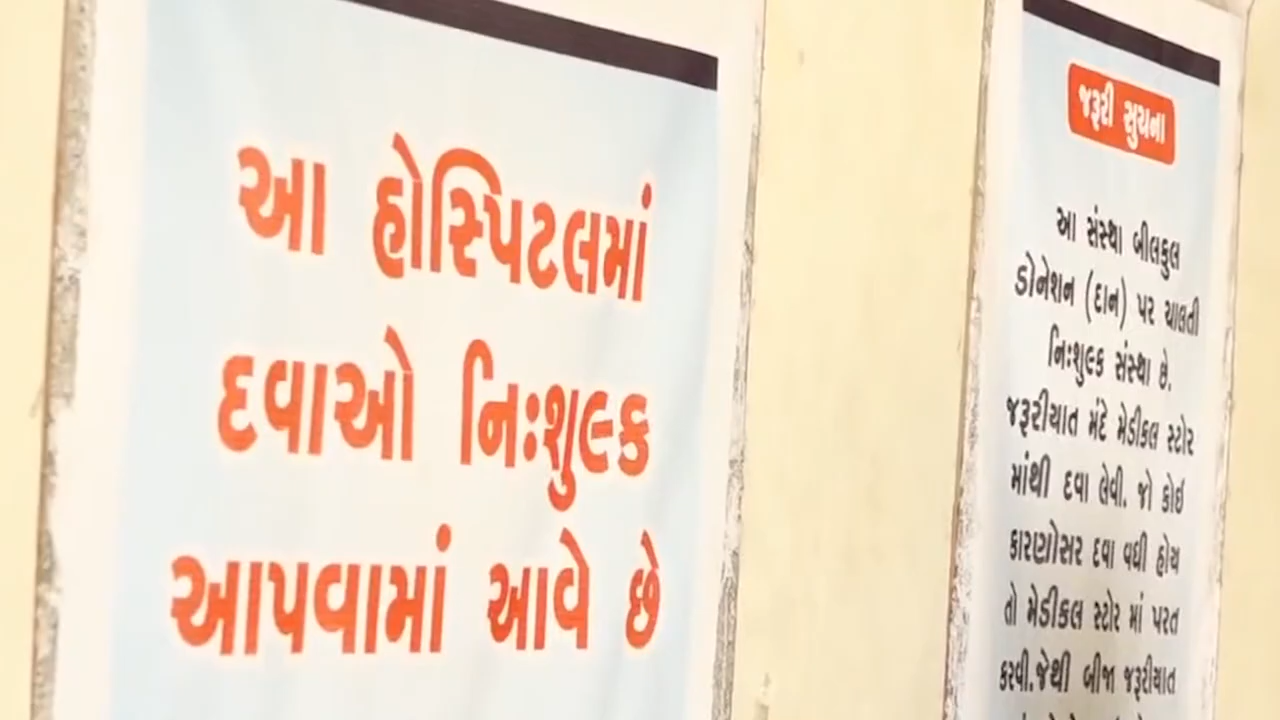 આ હોસ્પિટલમાં
દવાઓ નિઃશુલ્ક
આપવામાં આવે છે
જરૂરી સુચના
આ સંસ્થા બીલકુલ
ડોનેશન (દાન) પર ચાલતી
નિઃશુલ્ક સંસ્થા છે.
જરૂરીયાત મંદે મેડીકલ સ્ટોર
માંથી દવા લેવી. જો કોઈ
કારણોસર દવા વધી હોય
તો મેડીકલ સ્ટોર માં પરત
કરવી.જેથી બીજા જરૂરીયાત